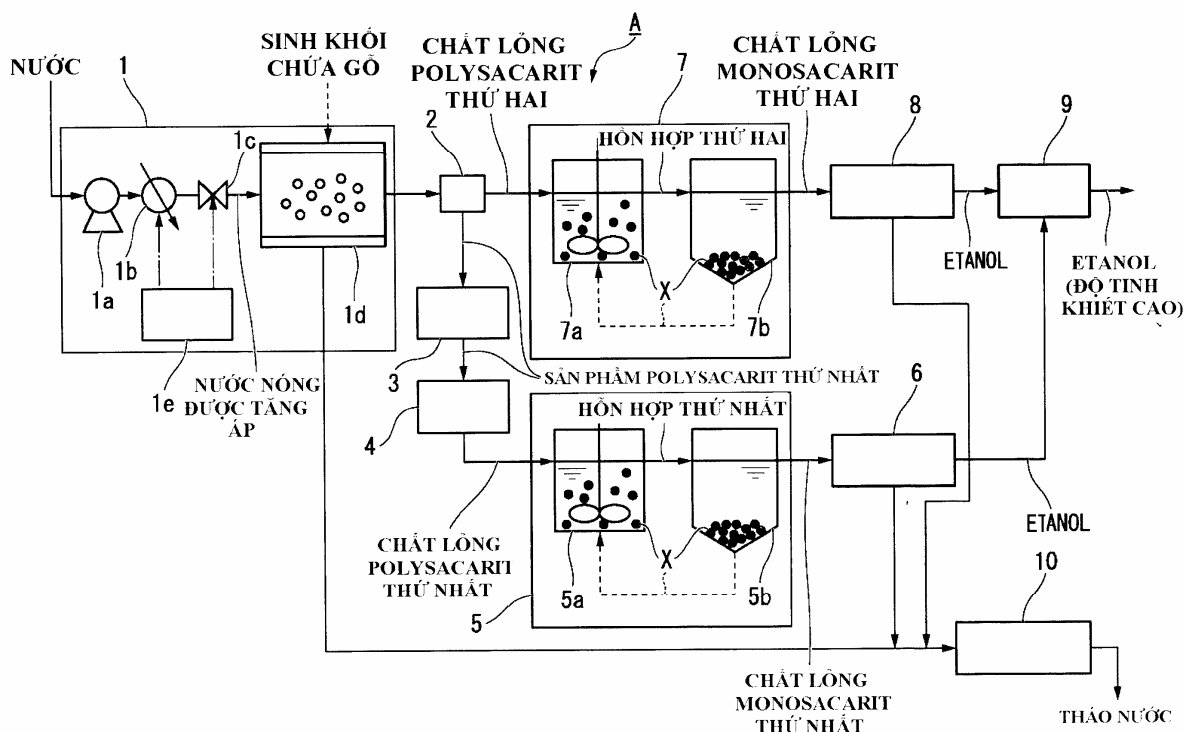 A
NƯỚC
1
SINH KHỐI
CHỨA GỖ
CHẤT LỎNG
POLYSACARIT
THỨ HAI
7
CHẤT LỎNG
MONOSACARIT
THỨ HAI
8
9
1c
2
HỖN HỢP THỨ HAI
1b
1a
1d
1e
NƯỚC NÓNG
ĐƯỢC TĂNG
ÁP
X
7a
7b
ETANOL
ETANOL
(ĐỘ TINH
KHIẾT CAO)
3
SẢN PHẨM POLYSACARIT THỨ NHẤT
4
HỖN HỢP THỨ NHẤT
6
CHẤT LỎNG
POLYSACARIT
THỨ NHẤT
X
5a
5b
5
ETANOL
10
CHẤT LỎNG
MONOSACARIT
THỨ NHẤT
THÁO NƯỚC